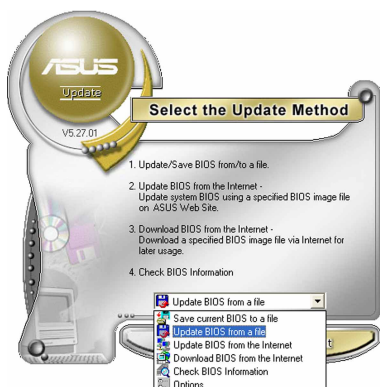 ASUS
Update
V5.27.01
Select the Update Method
1. Update/Save BIOS from/to a file.
2. Update BIOS from the Internet -
Update system BIOS using a specified BIOS image file
on ASUS Web Site.
3. Download BIOS from the Internet -
Download a specified BIOS image file via Internet for
later usage.
4. Check BIOS Information
Update BIOS from a file
Save current BIOS to a file
Update BIOS from a file
Update BIOS from the Internet
Download BIOS from the Internet
Check BIOS Information
Options